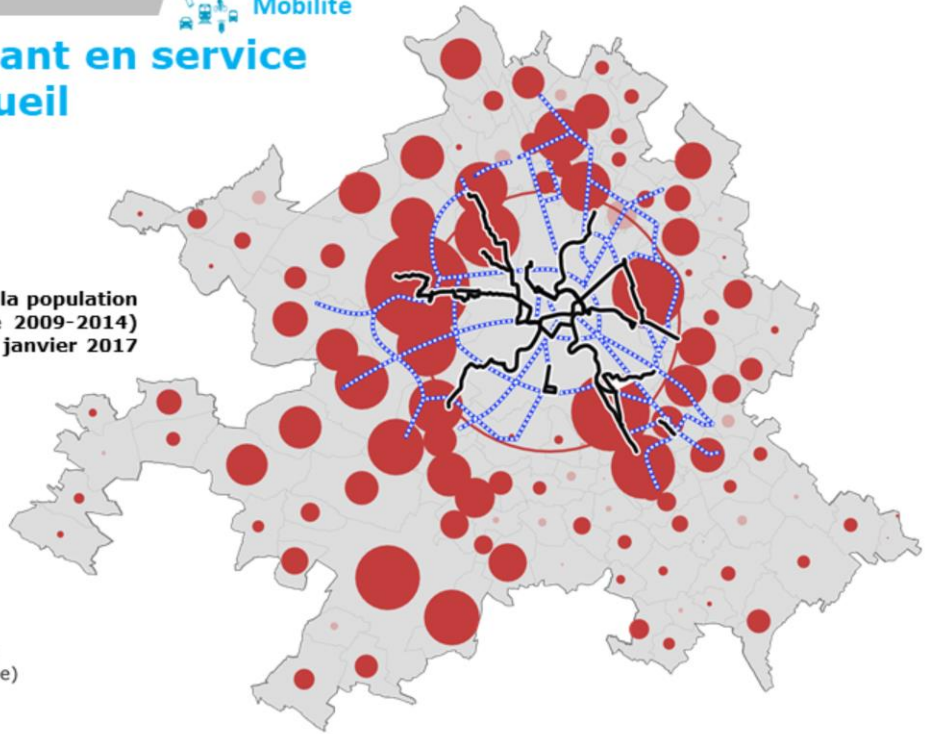 Mobilité
ant en service
ueil
la population
2009-2014)
janvier 2017
e)